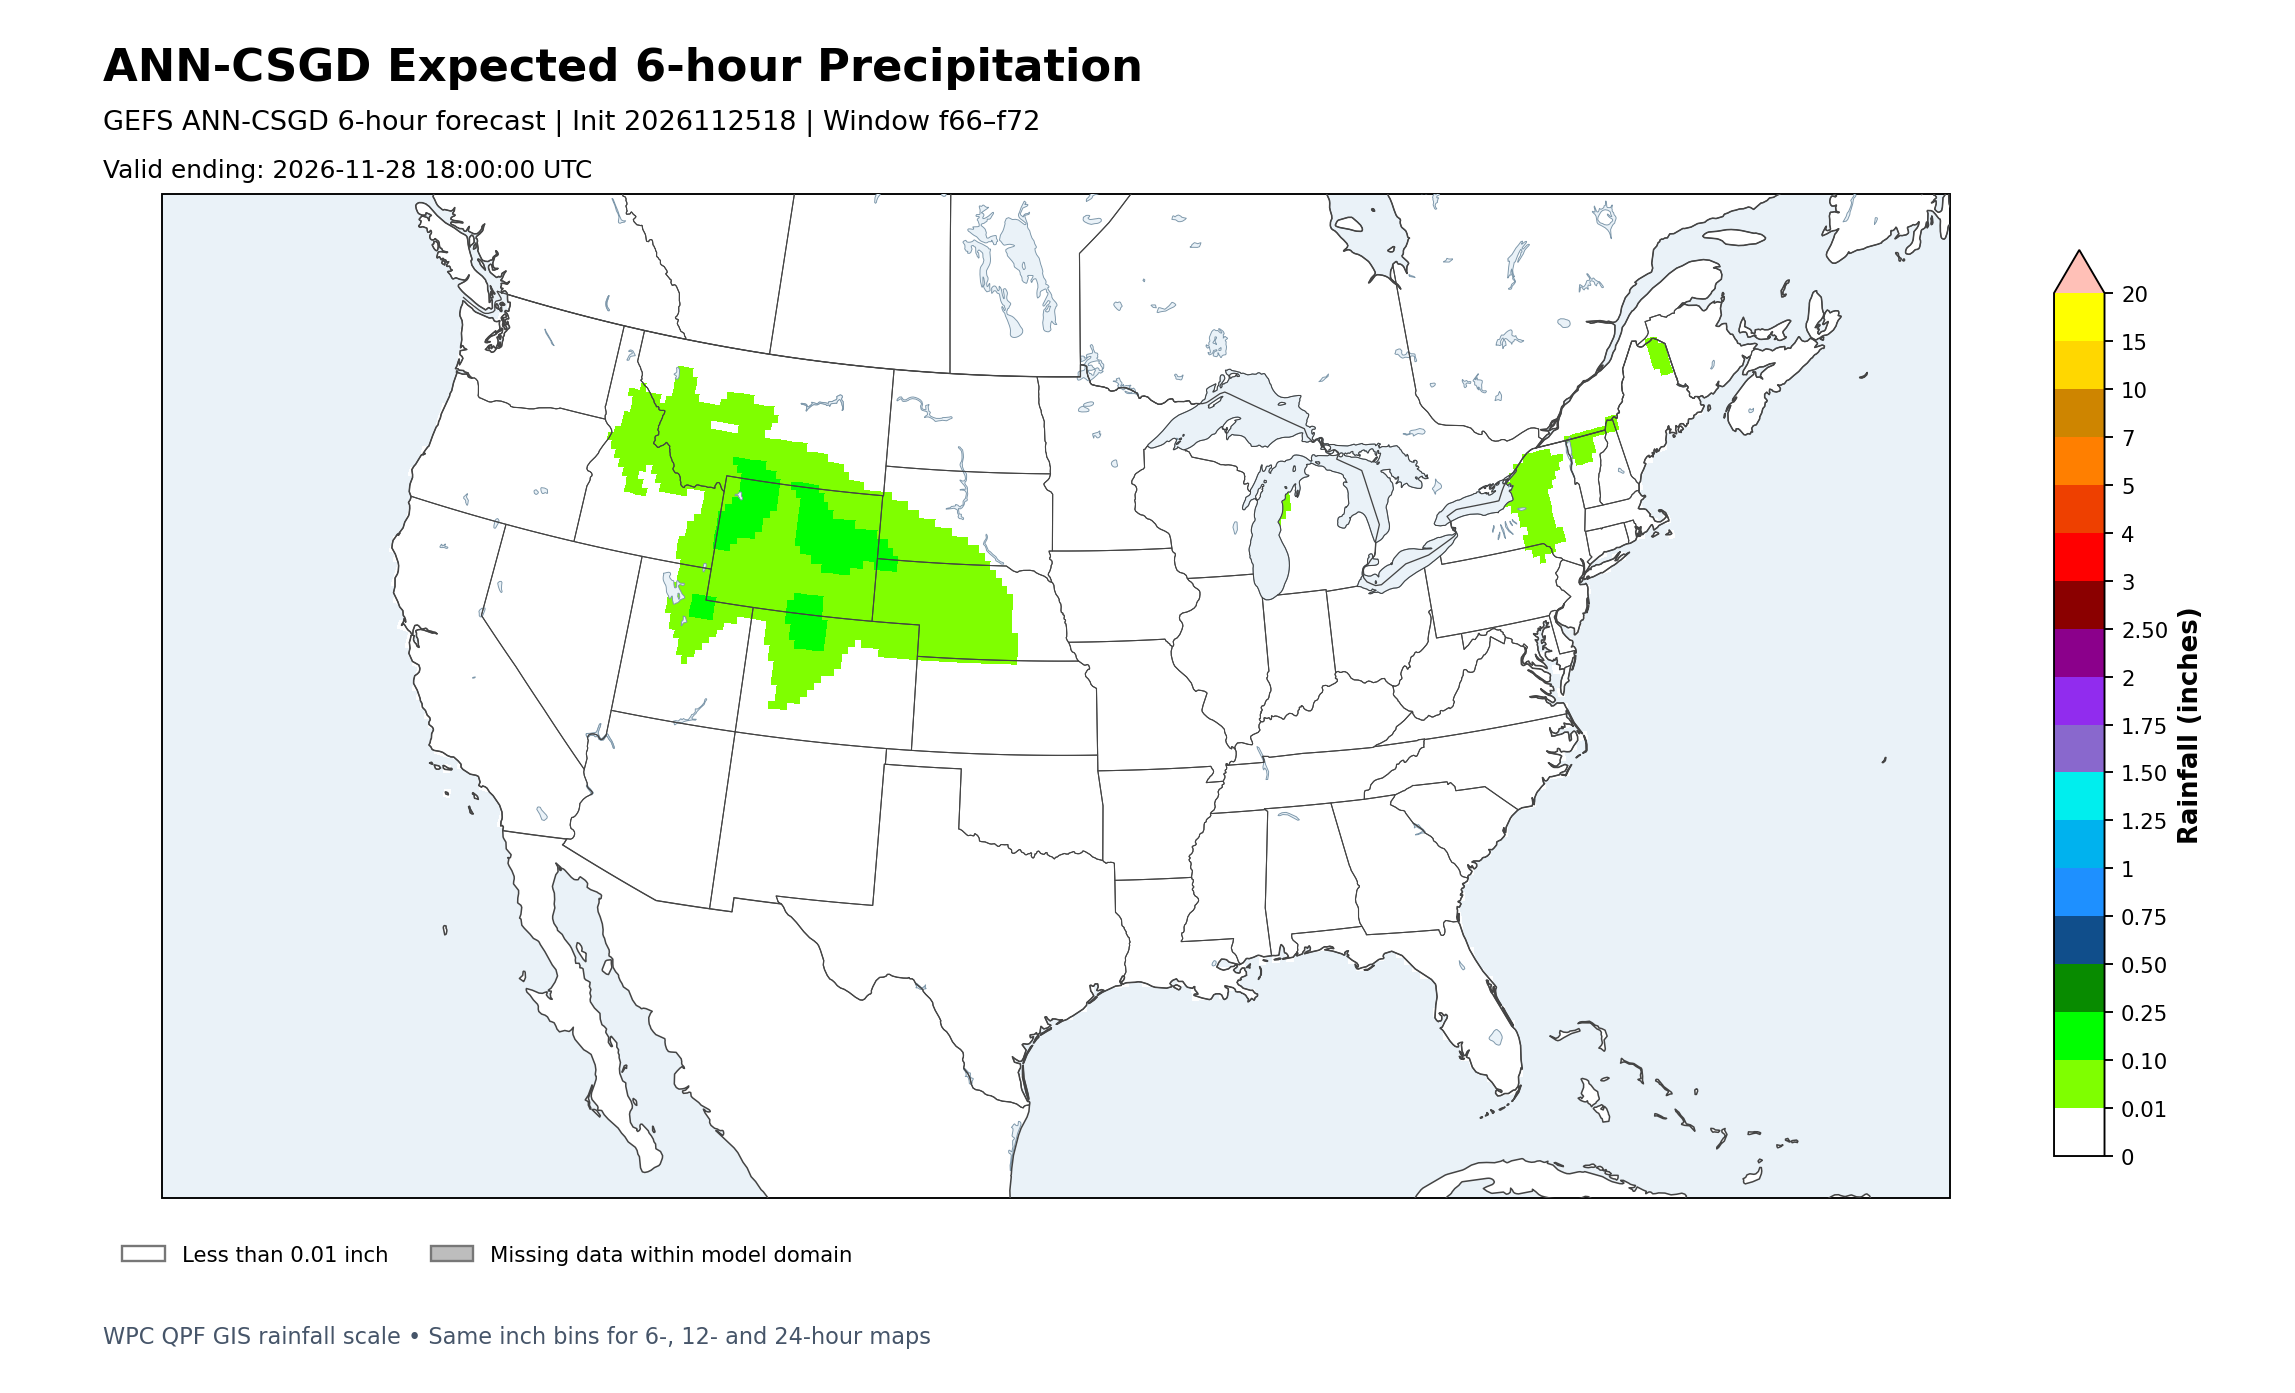 ANN-CSGD Expected 6-hour Precipitation
GEFS ANN-CSGD 6-hour forecast | Init 2026112518 | Window f66–f72
Valid ending: 2026-11-28 18:00:00 UTC
20
15
10
7
5
4
3
2.50
2
1.75
1.50
1.25
1
0.75
0.50
0.25
0.10
0.01
0
Rainfall (inches)
Less than 0.01 inch
Missing data within model domain
WPC QPF GIS rainfall scale • Same inch bins for 6-, 12- and 24-hour maps